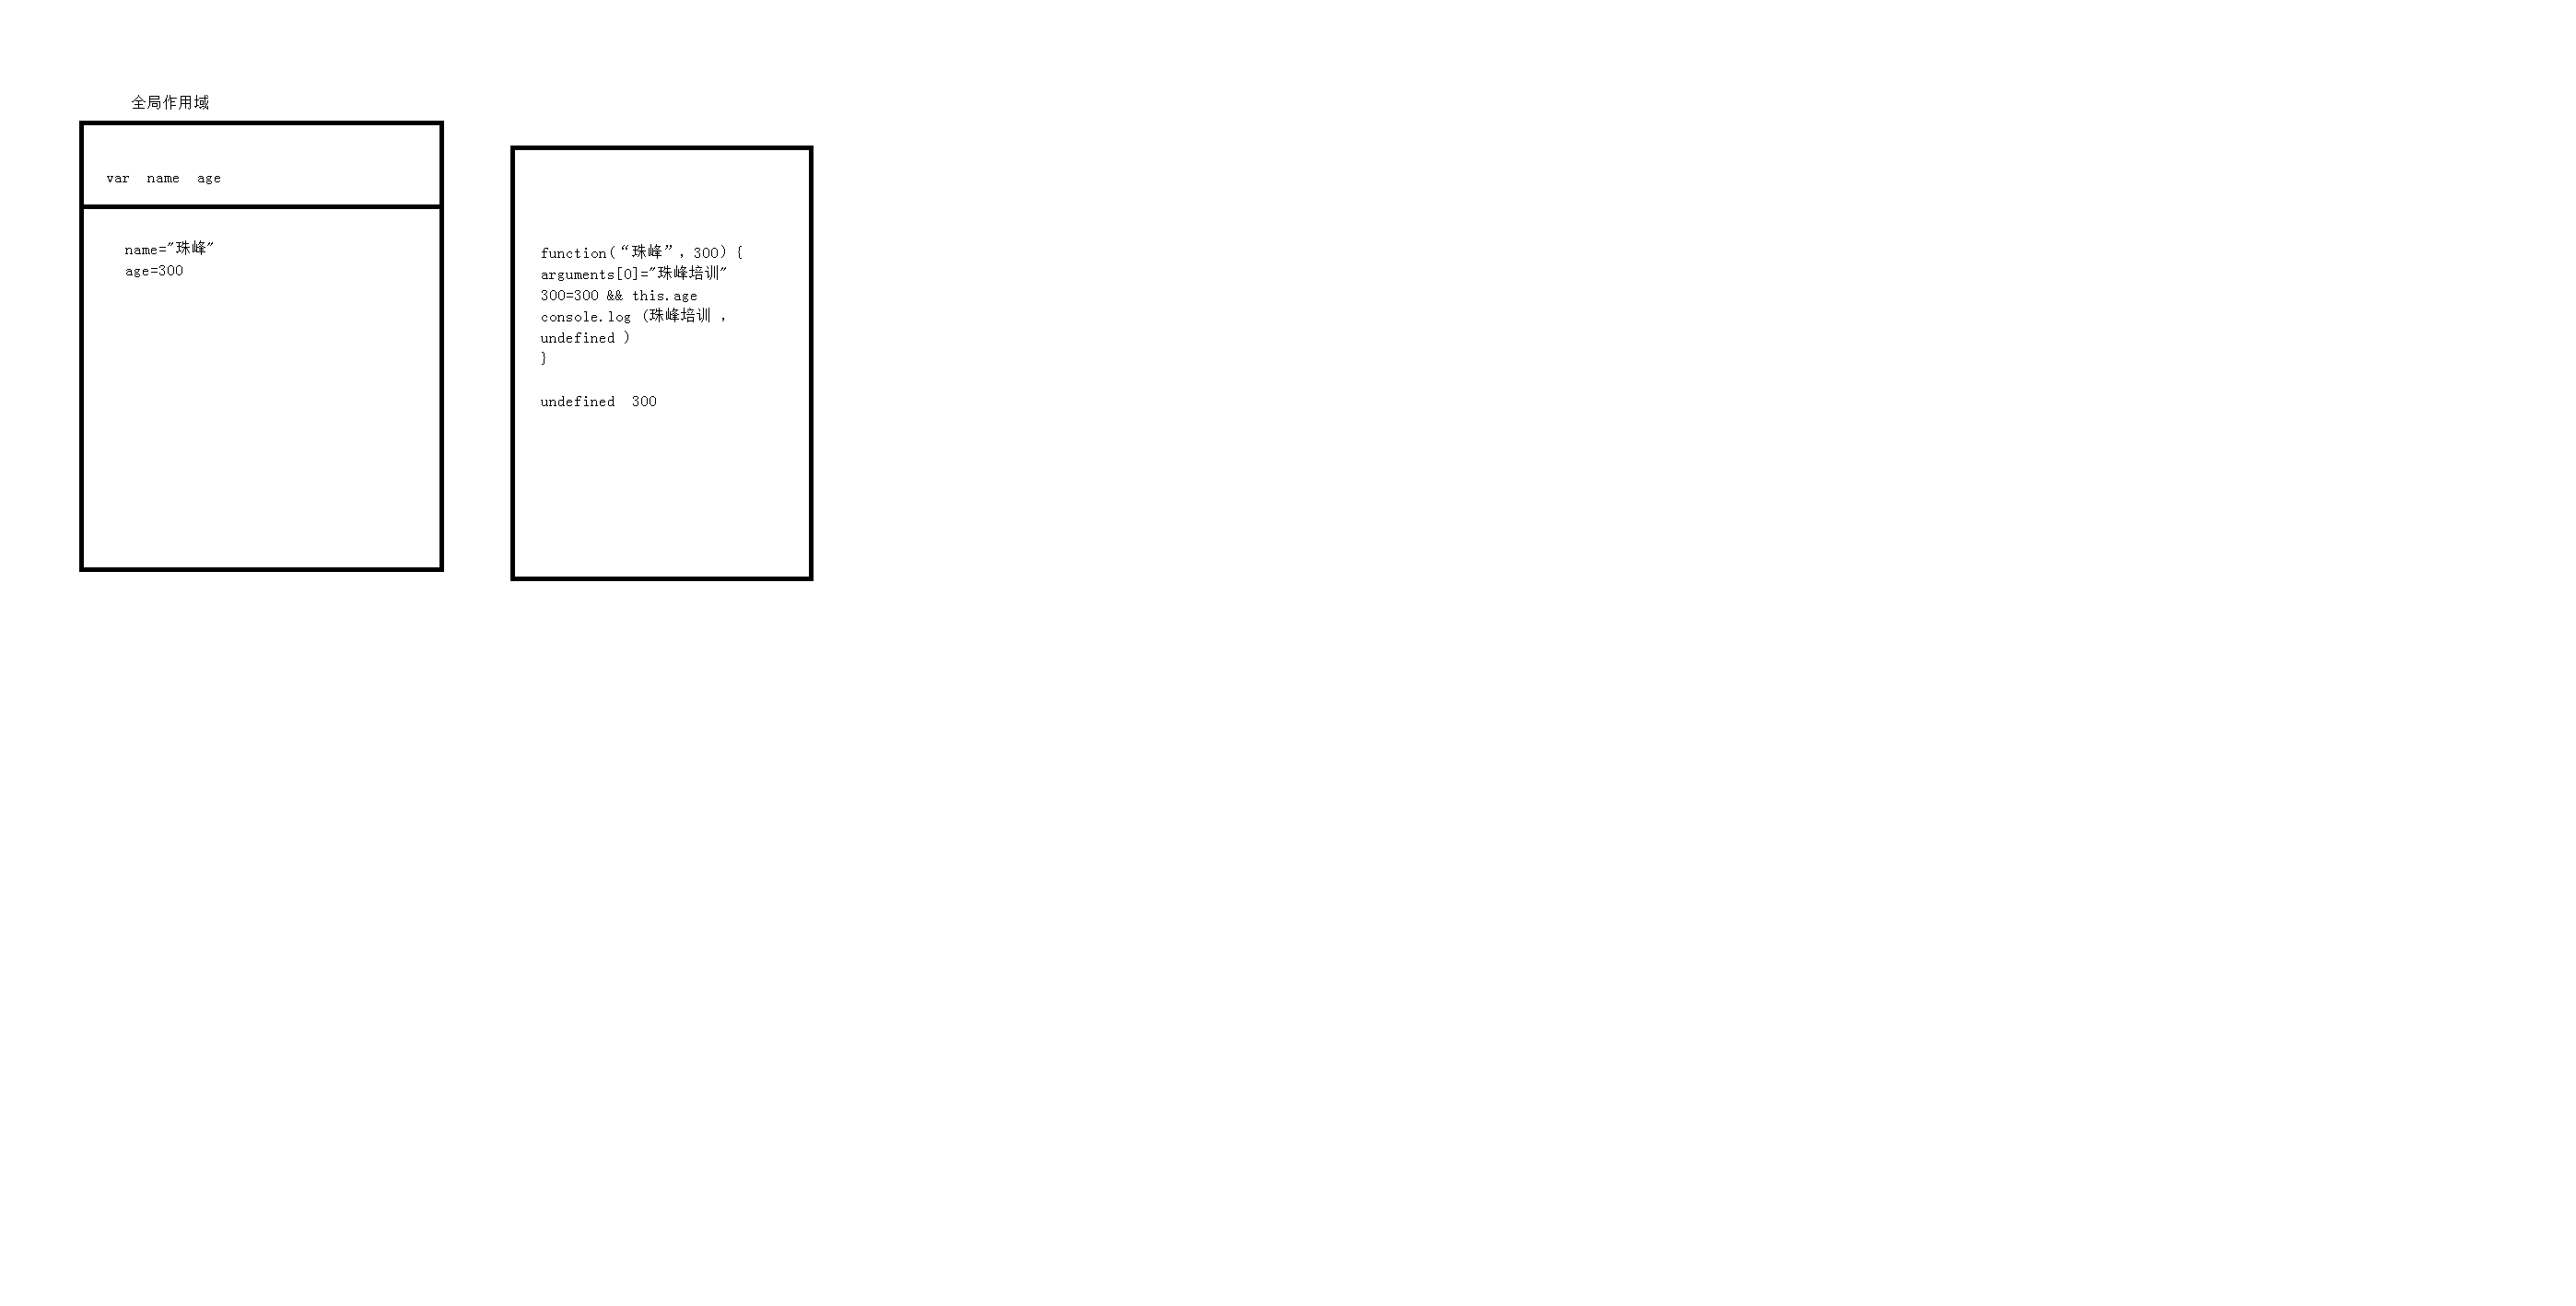 全局作用域
var name age
name="珠峰"
age=300
function(“珠峰”, 300) {
arguments[0]="珠峰培训"
300=300 && this.age
console.log (珠峰培训 ,
undefined )
}
undefined 300